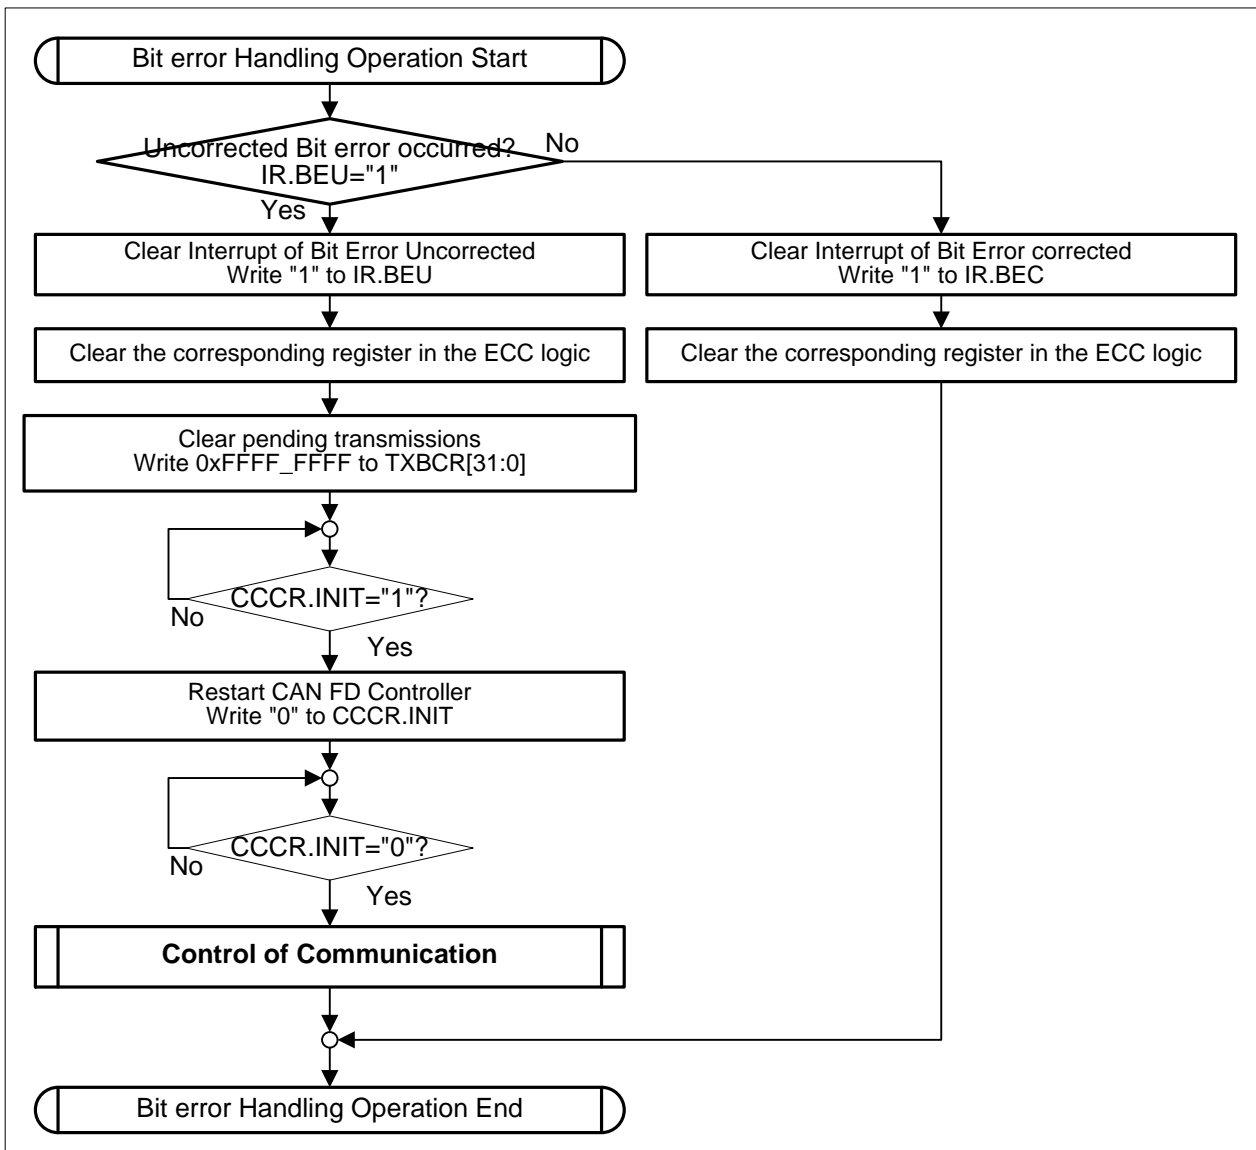 Bit error Handling Operation Start
Uncorrected Bit error occurred?
IR.BEU="1"
No
Yes
Clear Interrupt of Bit Error Uncorrected
Write "1" to IR.BEU
Clear Interrupt of Bit Error corrected
Write "1" to IR.BEC
Clear the corresponding register in the ECC logic
Clear the corresponding register in the ECC logic
Clear pending transmissions
Write 0xFFFF_FFFF to TXBCR[31:0]
CCCR.INIT="1"?
No
Yes
Restart CAN FD Controller
Write "0" to CCCR.INIT
CCCR.INIT="0"?
No
Yes
Control of Communication
Bit error Handling Operation End